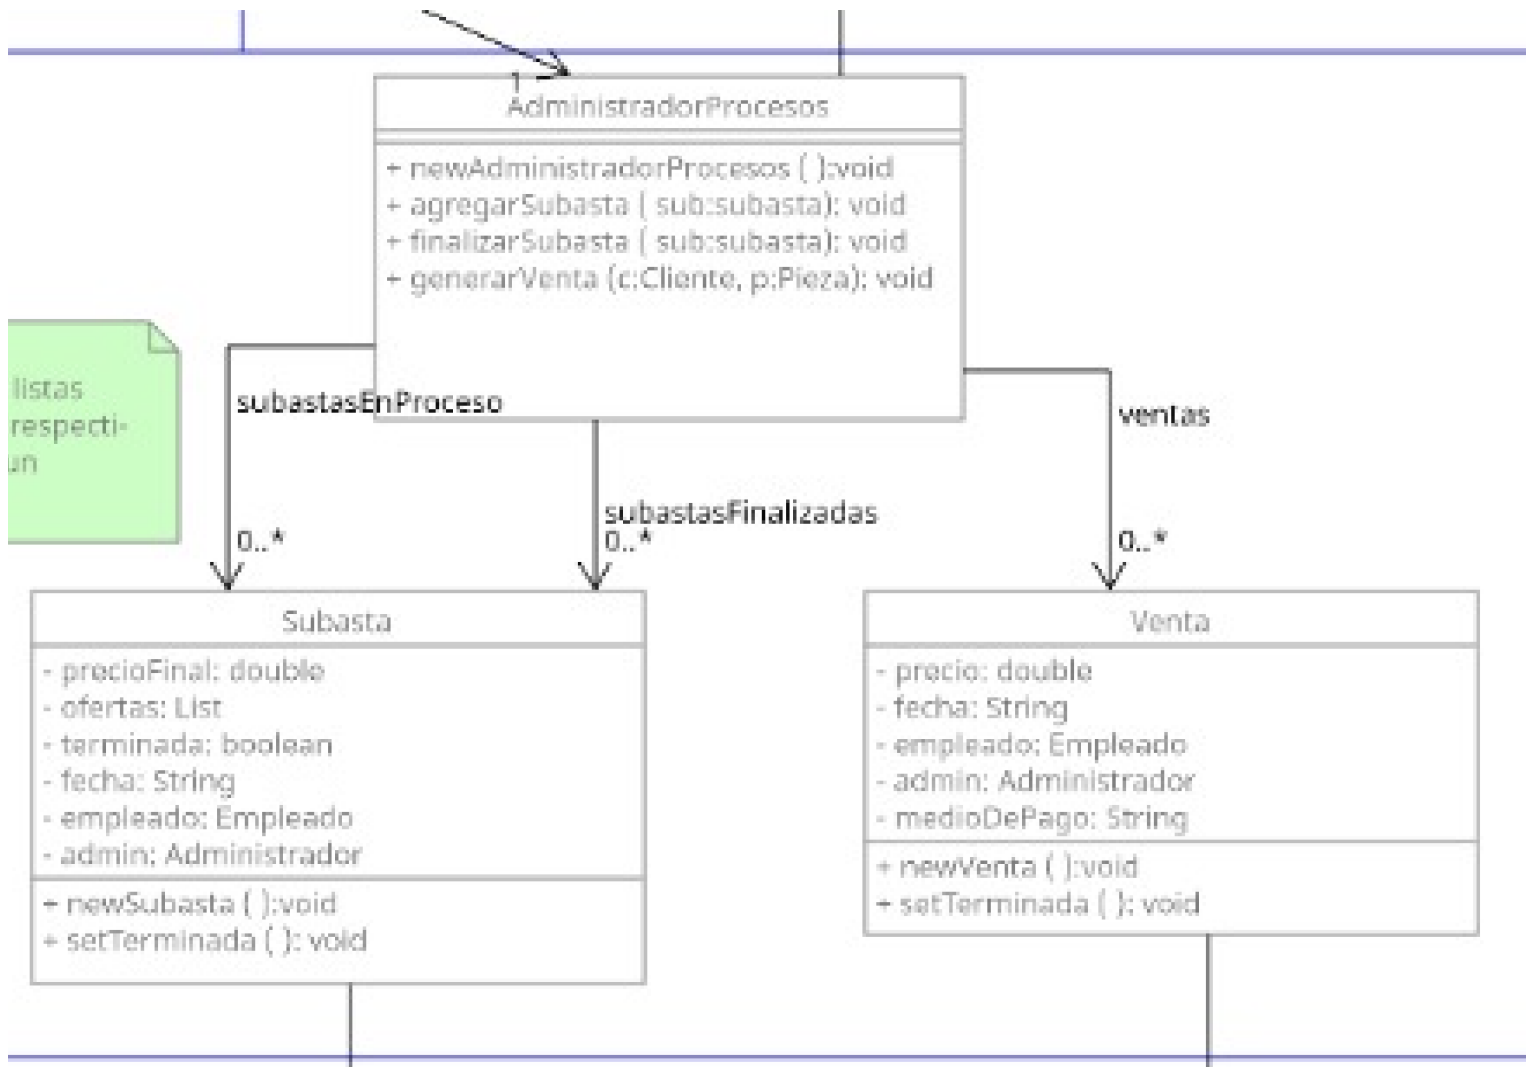 1
AdministradorProcesos
+ newAdministradorProcesos ( ):void
+ agregarSubasta ( sub:subasta): void
+ finalizarSubasta ( sub:subasta): void
+ generarVenta (c:Cliente, p:Pieza): void
listas
respecti-
un
subastasEnProceso
ventas
subastasFinalizadas
0..*
0..*
0..*
Subasta
- precioFinal: double
- ofertas: List
- terminada: boolean
- fecha: String
- empleado: Empleado
- admin: Administrador
+ newSubasta ( ):void
+ setTerminada ( ): void
Venta
- precio: double
- fecha: String
- empleado: Empleado
- admin: Administrador
- medioDePago: String
+ newVenta ( ):void
+ setTerminada ( ): void